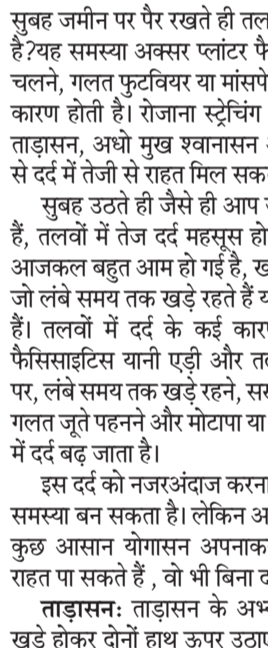 सुबह जमीन पर पैर रखते ही तल
है?यह समस्या अक्सर प्लांटर फै
चलने, गलत फुटवियर या मांसपे
कारण होती है। रोजाना स्ट्रेचिंग
ताड़ासन, अधो मुख श्वानासन
से दर्द में तेजी से राहत मिल सक
सुबह उठते ही जैसे ही आप
हैं, तलवों में तेज दर्द महसूस हो
आजकल बहुत आम हो गई है, ख
जो लंबे समय तक खड़े रहते हैं य
हैं। तलवों में दर्द के कई कार
फैसिसाइटिस यानी एड़ी और त
पर, लंबे समय तक खड़े रहने, सख
गलत जूते पहनने और मोटापा या
में दर्द बढ़ जाता है।
इस दर्द को नजरअंदाज करना
समस्या बन सकता है। लेकिन अ
कुछ आसान योगासन अपनाक
राहत पा सकते हैं , वो भी बिना द
ताड़ासनः ताड़ासन के अभ्
खड़े होकर दोनों हाथ ऊपर उठाए